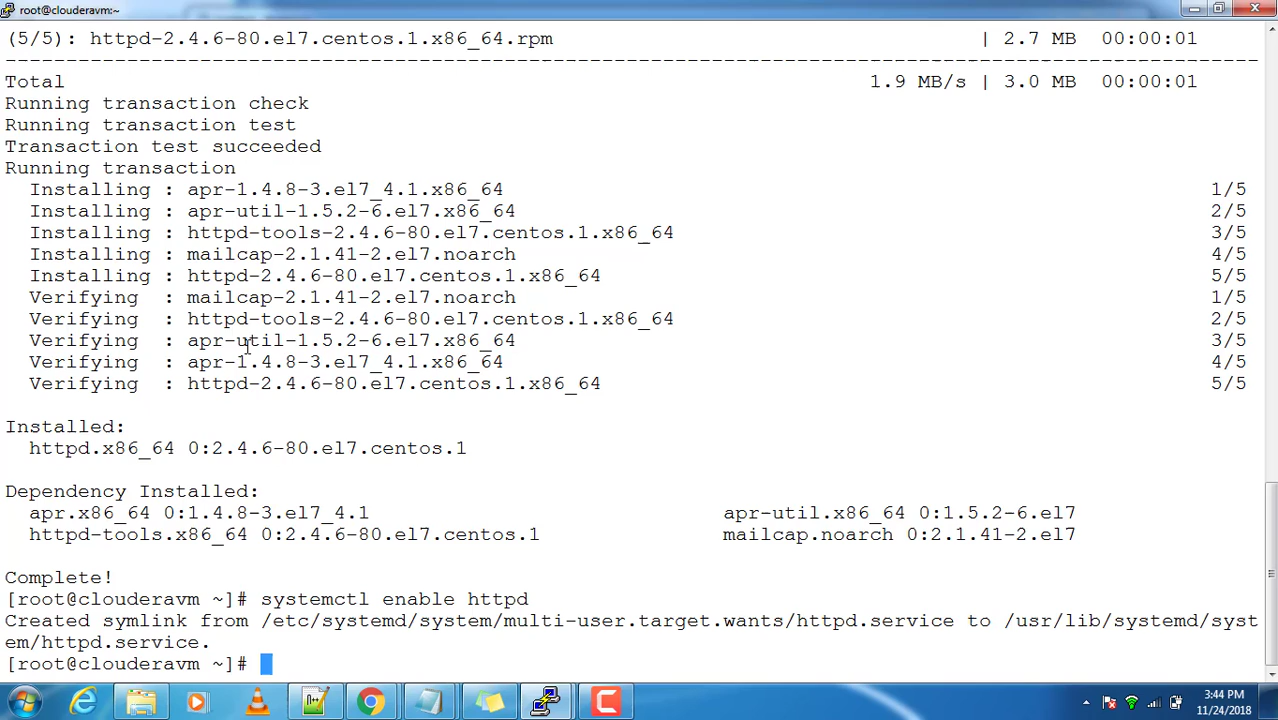 root@clouderavm:~
(5/5): httpd-2.4.6-80.el7.centos.1.x86_64.rpm | 2.7 MB 00:00:01
--------------------------------------------------------------------------------------------------------
Total 1.9 MB/s | 3.0 MB 00:00:01
Running transaction check
Running transaction test
Transaction test succeeded
Running transaction
Installing : apr-1.4.8-3.el7_4.1.x86_64 1/5
Installing : apr-util-1.5.2-6.el7.x86_64 2/5
Installing : httpd-tools-2.4.6-80.el7.centos.1.x86_64 3/5
Installing : mailcap-2.1.41-2.el7.noarch 4/5
Installing : httpd-2.4.6-80.el7.centos.1.x86_64 5/5
Verifying : mailcap-2.1.41-2.el7.noarch 1/5
Verifying : httpd-tools-2.4.6-80.el7.centos.1.x86_64 2/5
Verifying : apr-util-1.5.2-6.el7.x86_64 3/5
Verifying : apr-1.4.8-3.el7_4.1.x86_64 4/5
Verifying : httpd-2.4.6-80.el7.centos.1.x86_64 5/5
Installed:
httpd.x86_64 0:2.4.6-80.el7.centos.1
Dependency Installed:
apr.x86_64 0:1.4.8-3.el7_4.1 apr-util.x86_64 0:1.5.2-6.el7
httpd-tools.x86_64 0:2.4.6-80.el7.centos.1 mailcap.noarch 0:2.1.41-2.el7
Complete!
[root@clouderavm ~]# systemctl enable httpd
Created symlink from /etc/systemd/system/multi-user.target.wants/httpd.service to /usr/lib/systemd/syst
em/httpd.service.
[root@clouderavm ~]#
3:44 PM
11/24/2018